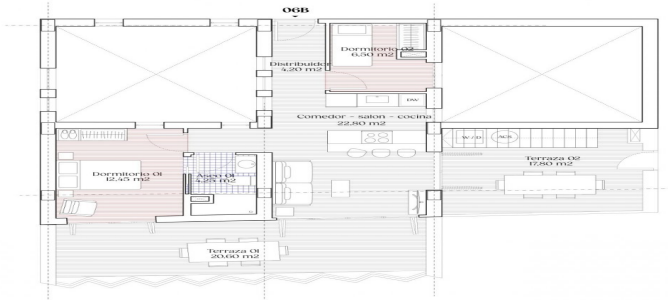 06B
Dormitorio 02
6.50 m2
Distribuidor
4.20 m2
DW
Comedor - salon - cocina
22.80 m2
W/D
ACS
Terraza 02
17.80 m2
Dormitorio 01
12.45 m2
Aseo 01
4.25 m2
Terraza 01
20.60 m2